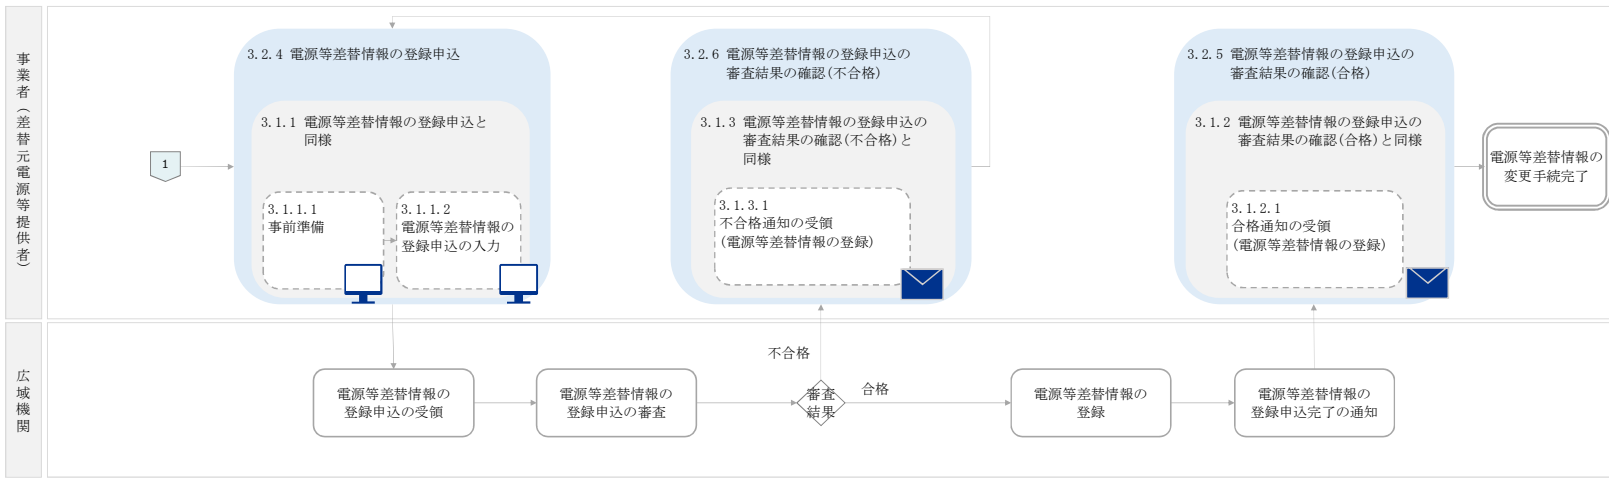 事業者（差替元電源等提供者）
1
3.2.4 電源等差替情報の登録申込
3.1.1 電源等差替情報の登録申込と
同様
3.1.1.1
事前準備
3.1.1.2
電源等差替情報の
登録申込の入力
3.2.6 電源等差替情報の登録申込の
審査結果の確認(不合格)
3.1.3 電源等差替情報の登録申込の
審査結果の確認(不合格)と
同様
3.1.3.1
不合格通知の受領
(電源等差替情報の登録)
3.2.5 電源等差替情報の登録申込の
審査結果の確認(合格)
3.1.2 電源等差替情報の登録申込の
審査結果の確認(合格)と同様
3.1.2.1
合格通知の受領
(電源等差替情報の登録)
電源等差替情報の
変更手続完了
広域機関
電源等差替情報の
登録申込の受領
電源等差替情報の
登録申込の審査
不合格
審査
結果
合格
電源等差替情報の
登録
電源等差替情報の
登録申込完了の通知